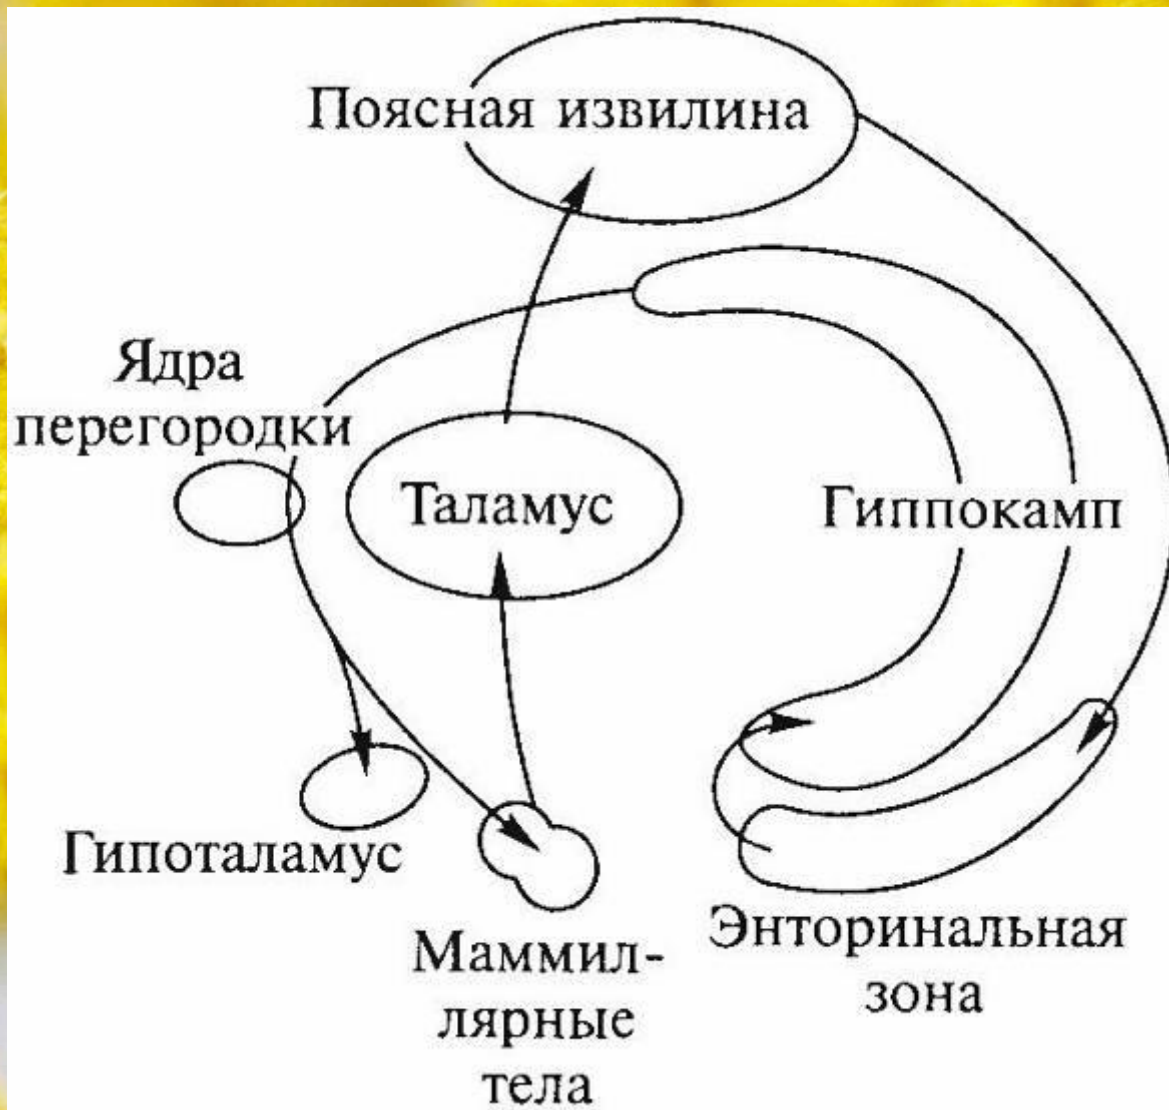 Поясная извилина
Ядра
перегородки
Таламус
Гиппокамп
Гипоталамус
Маммил-
лярные
тела
Энторинальная
зона